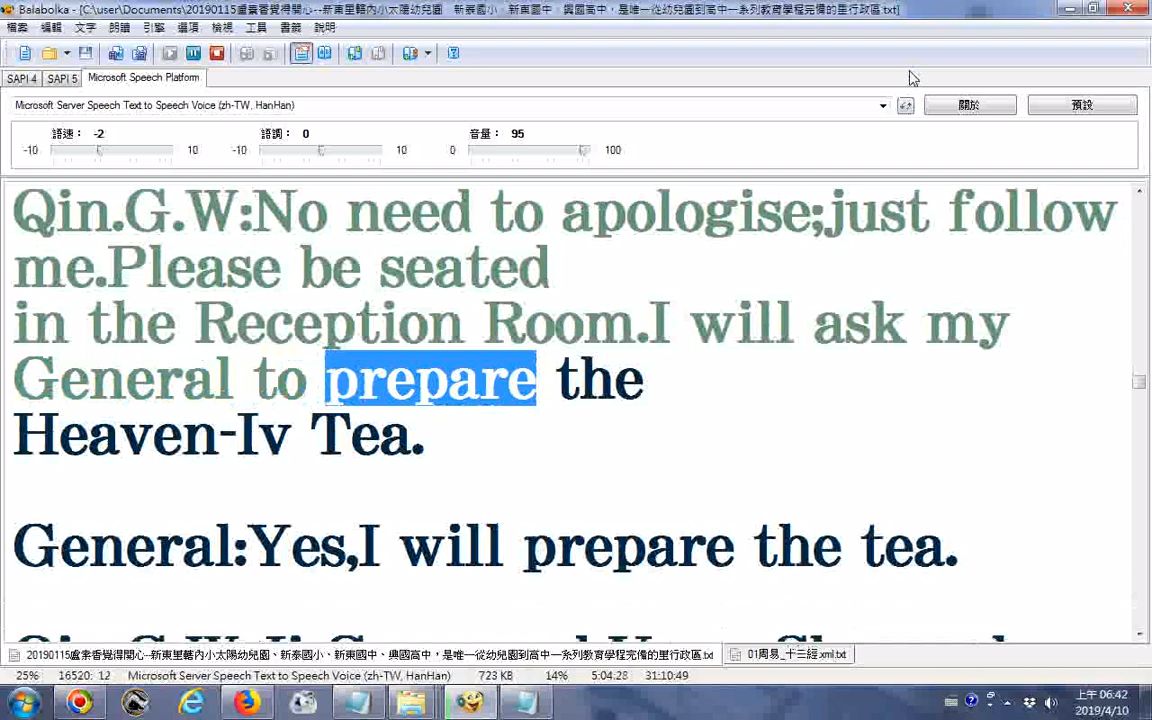 Balabolka - [C:\user\Documents\20190115盧素香覺得開心--新東里轄內小太陽幼兒園、新泰國小、新東國中、興國高中，是唯一從幼兒園到高中一系列教育學程完備的里行政區.txt]
檔案 編輯 文字 朗讀 引擎 選項 檢視 工具 書籤 說明
SAPI 4 SAPI 5 Microsoft Speech Platform
Microsoft Server Speech Text to Speech Voice (zh-TW, HanHan) 關於 預設
語速： -2 語調： 0 音量： 95
-10 10 -10 10 0 100
Qin.G.W:No need to apologise;just follow
me.Please be seated
in the Reception Room.I will ask my
General to prepare the
Heaven-Iv Tea.
General:Yes,I will prepare the tea.
20190115盧素香覺得開心--新東里轄內小太陽幼兒園、新泰國小、新東國中、興國高中，是唯一從幼兒園到高中一系列教育學程完備的里行政區.txt 01周易_十三經.xml.txt
25% 16520: 12 Microsoft Server Speech Text to Speech Voice (zh-TW, HanHan) 723 KB 14% 5:04.28 31:10:49
上午 06:42
2019/4/10